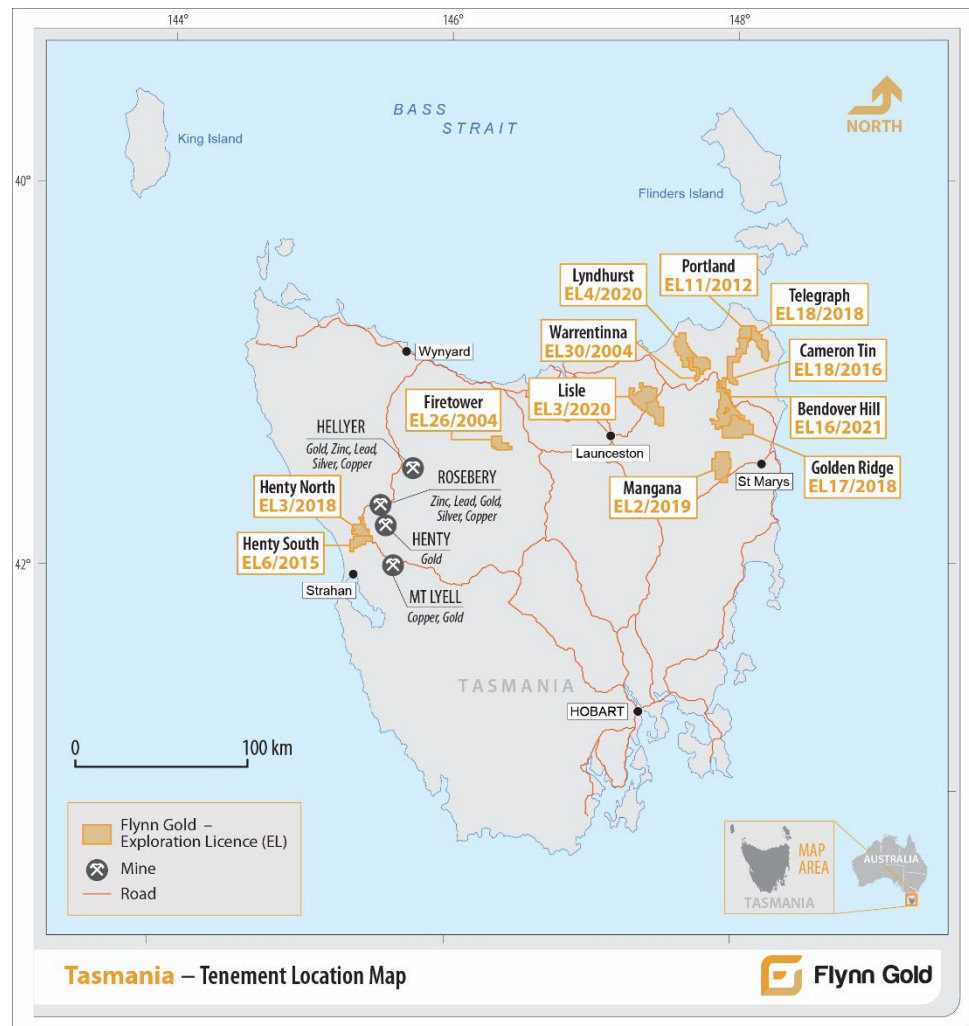 144°
146°
148°
BASS
STRAIT
NORTH
King Island
40°
Flinders Island
Lyndhurst
EL4/2020
Portland
EL11/2012
Telegraph
EL18/2018
Warrentinna
EL30/2004
Cameron Tin
EL18/2016
Wynyard
Lisle
EL3/2020
Firetower
EL26/2004
Bendover Hill
EL16/2021
HELLYER
Gold, Zinc, Lead,
Silver, Copper
Launceston
Golden Ridge
EL17/2018
St Marys
Mangana
EL2/2019
ROSEBERY
Zinc, Lead, Gold,
Silver, Copper
Henty North
EL3/2018
HENTY
Gold
Henty South
EL6/2015
42°
Strahan
MT LYELL
Copper, Gold
TASMANIA
HOBART
0
100 km
Flynn Gold –
Exploration Licence (EL)
Mine
Road
MAP
AREA
AUSTRALIA
TASMANIA
144°
146°
148°
Tasmania – Tenement Location Map
Flynn Gold